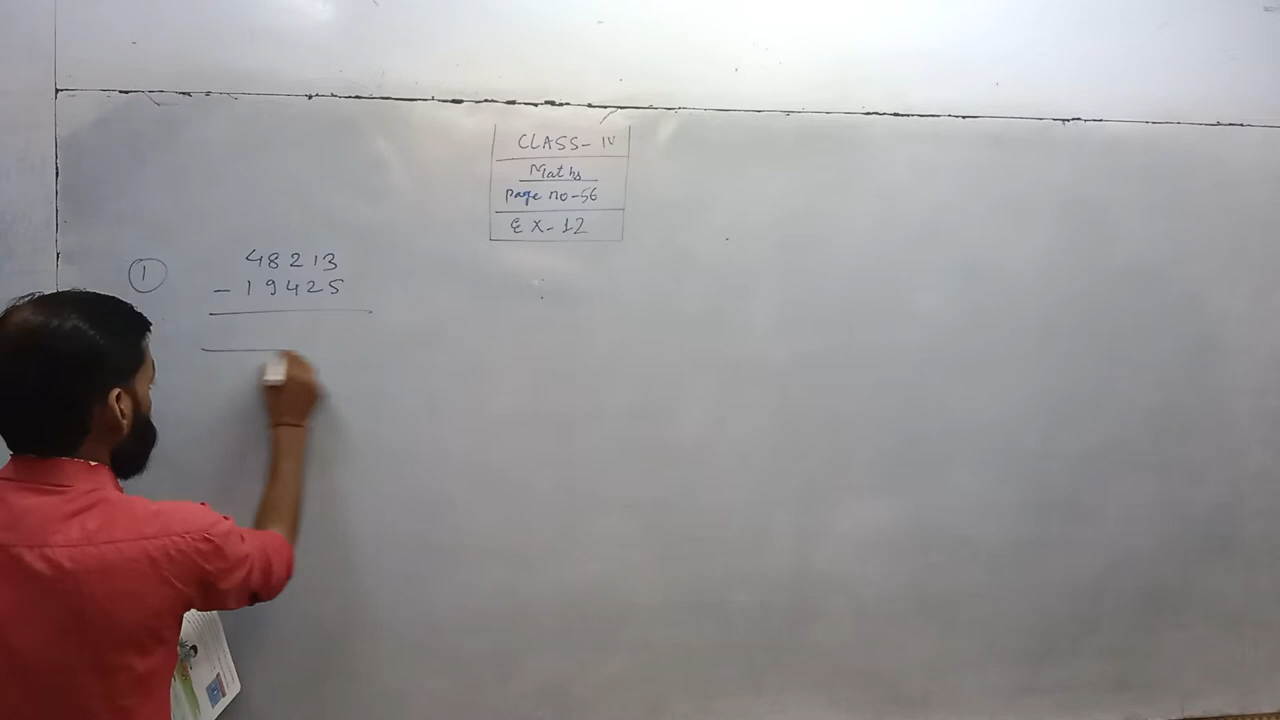 CLASS- IV
Maths
Page no-56
EX-12
1 48213
- 19425